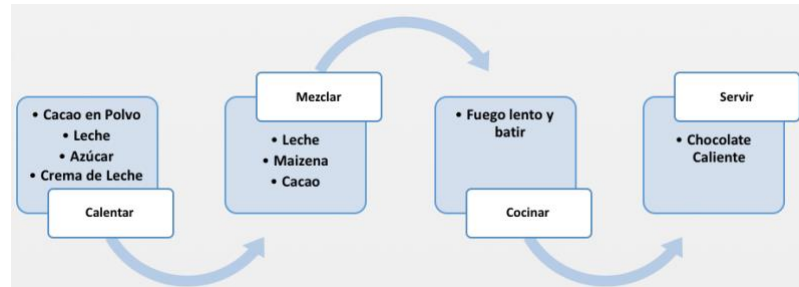 • Cacao en Polvo
• Leche
• Azúcar
• Crema de Leche
Calentar
Mezclar
• Leche
• Maizena
• Cacao
• Fuego lento y
batir
Cocinar
Servir
• Chocolate
Caliente